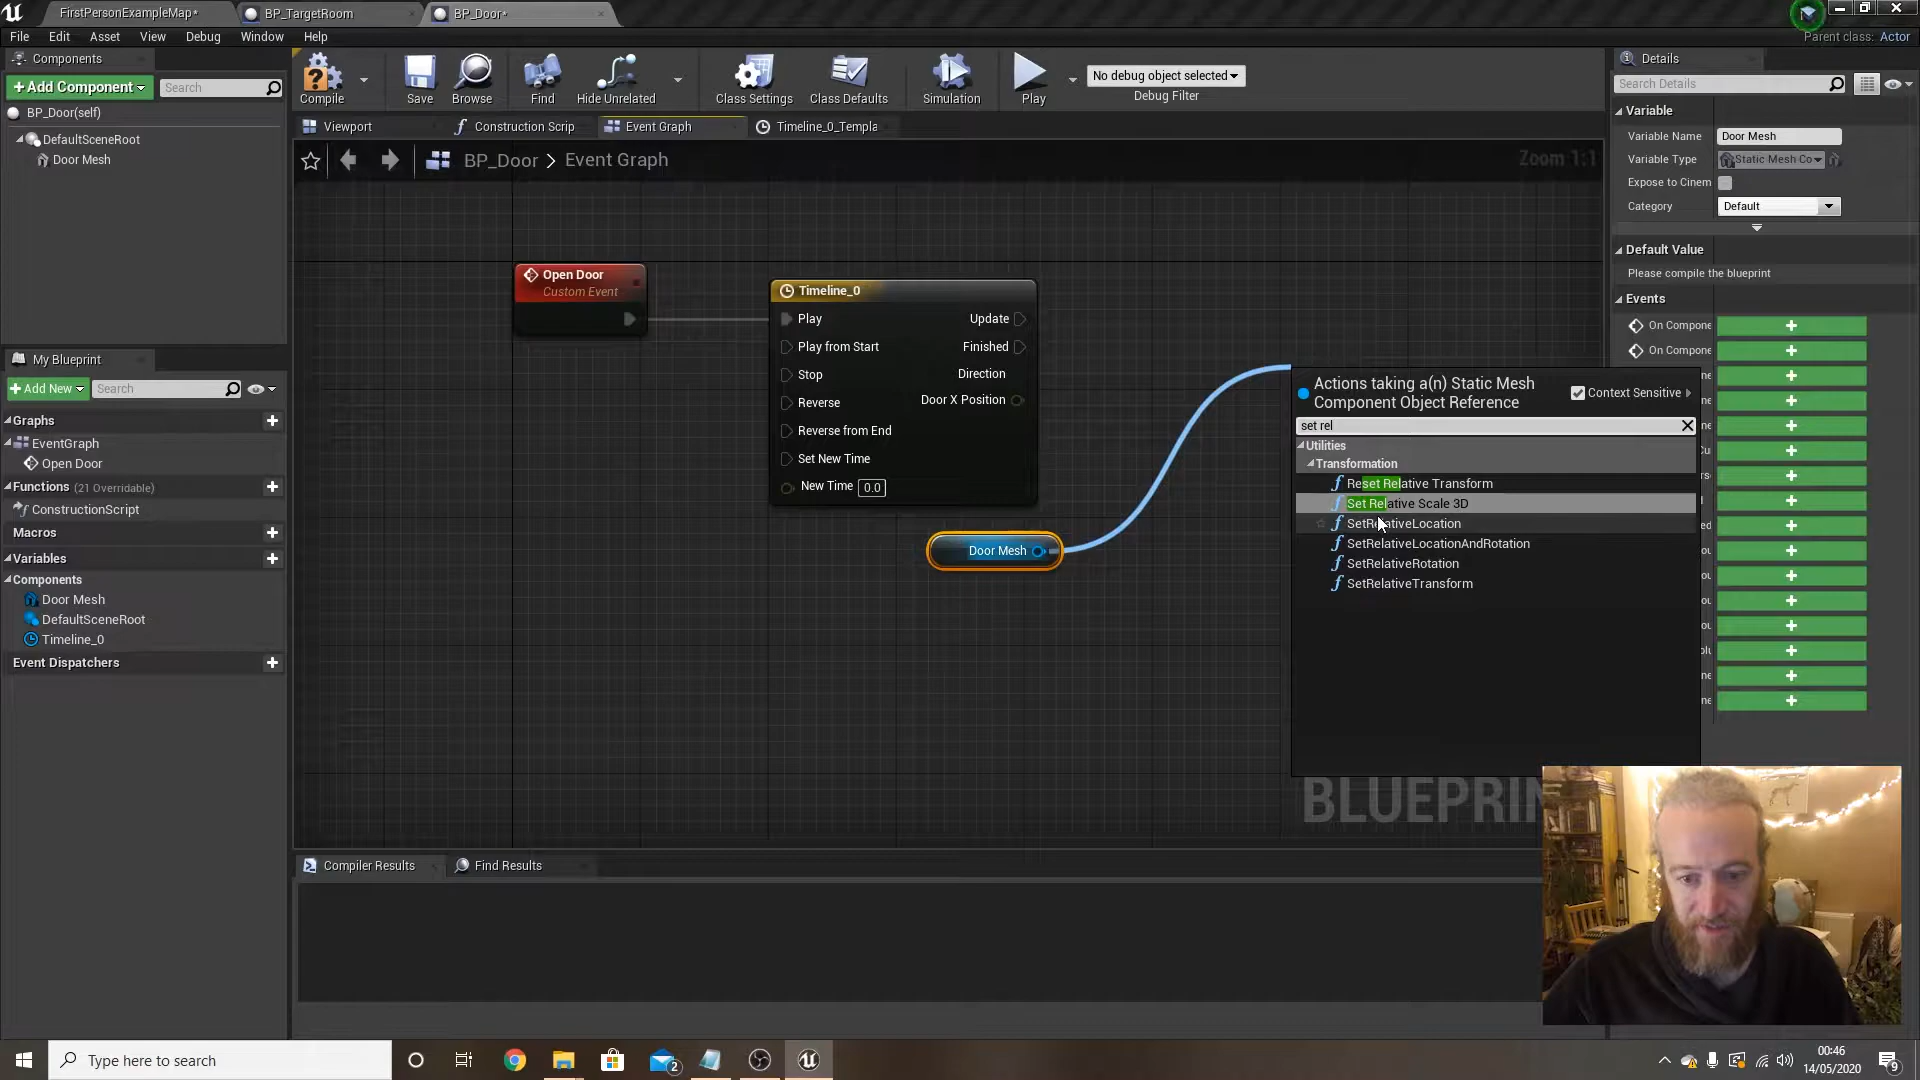 FirstPersonExampleMap*
BP_TargetRoom
BP_Door*
File Edit Asset View Debug Window Help
Parent class: Actor
Components
+Add Component
Search
BP_Door(self)
DefaultSceneRoot
Door Mesh
Compile
Save
Browse
Find
Hide Unrelated
Class Settings
Class Defaults
Simulation
Play
No debug object selected
Debug Filter
Viewport
Construction Scrip
Event Graph
Timeline_0_Templa
BP_Door > Event Graph
Zoom 1:1
Open Door
Custom Event
Timeline_0
Play
Update
Play from Start
Finished
Stop
Direction
Reverse
Door X Position
Reverse from End
Set New Time
New Time 0.0
Door Mesh
Actions taking a(n) Static Mesh
Component Object Reference
Context Sensitive
set rel
Utilities
Transformation
Reset Relative Transform
Set Relative Scale 3D
SetRelativeLocation
SetRelativeLocationAndRotation
SetRelativeRotation
SetRelativeTransform
BLUEPRIN
My Blueprint
+Add New
Search
Graphs
EventGraph
Open Door
Functions (21 Overridable)
ConstructionScript
Macros
Variables
Components
Door Mesh
DefaultSceneRoot
Timeline_0
Event Dispatchers
Details
Search Details
Variable
Variable Name Door Mesh
Variable Type Static Mesh Co
Expose to Cinem
Category Default
Default Value
Please compile the blueprint
Events
On Compone
On Compone
Compiler Results
Find Results
Type here to search
2
00:46
14/05/2020
9